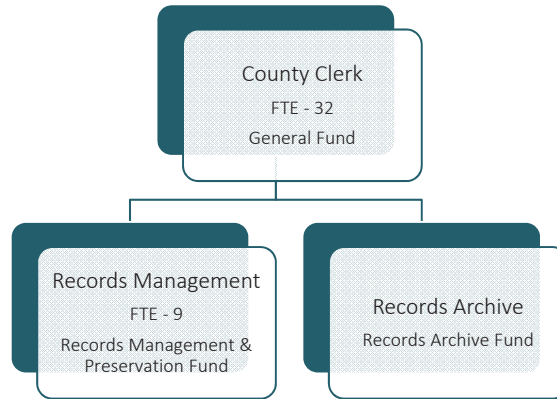 County Clerk
FTE - 32
General Fund
Records Management
FTE - 9
Records Management &
Preservation Fund
Records Archive
Records Archive Fund